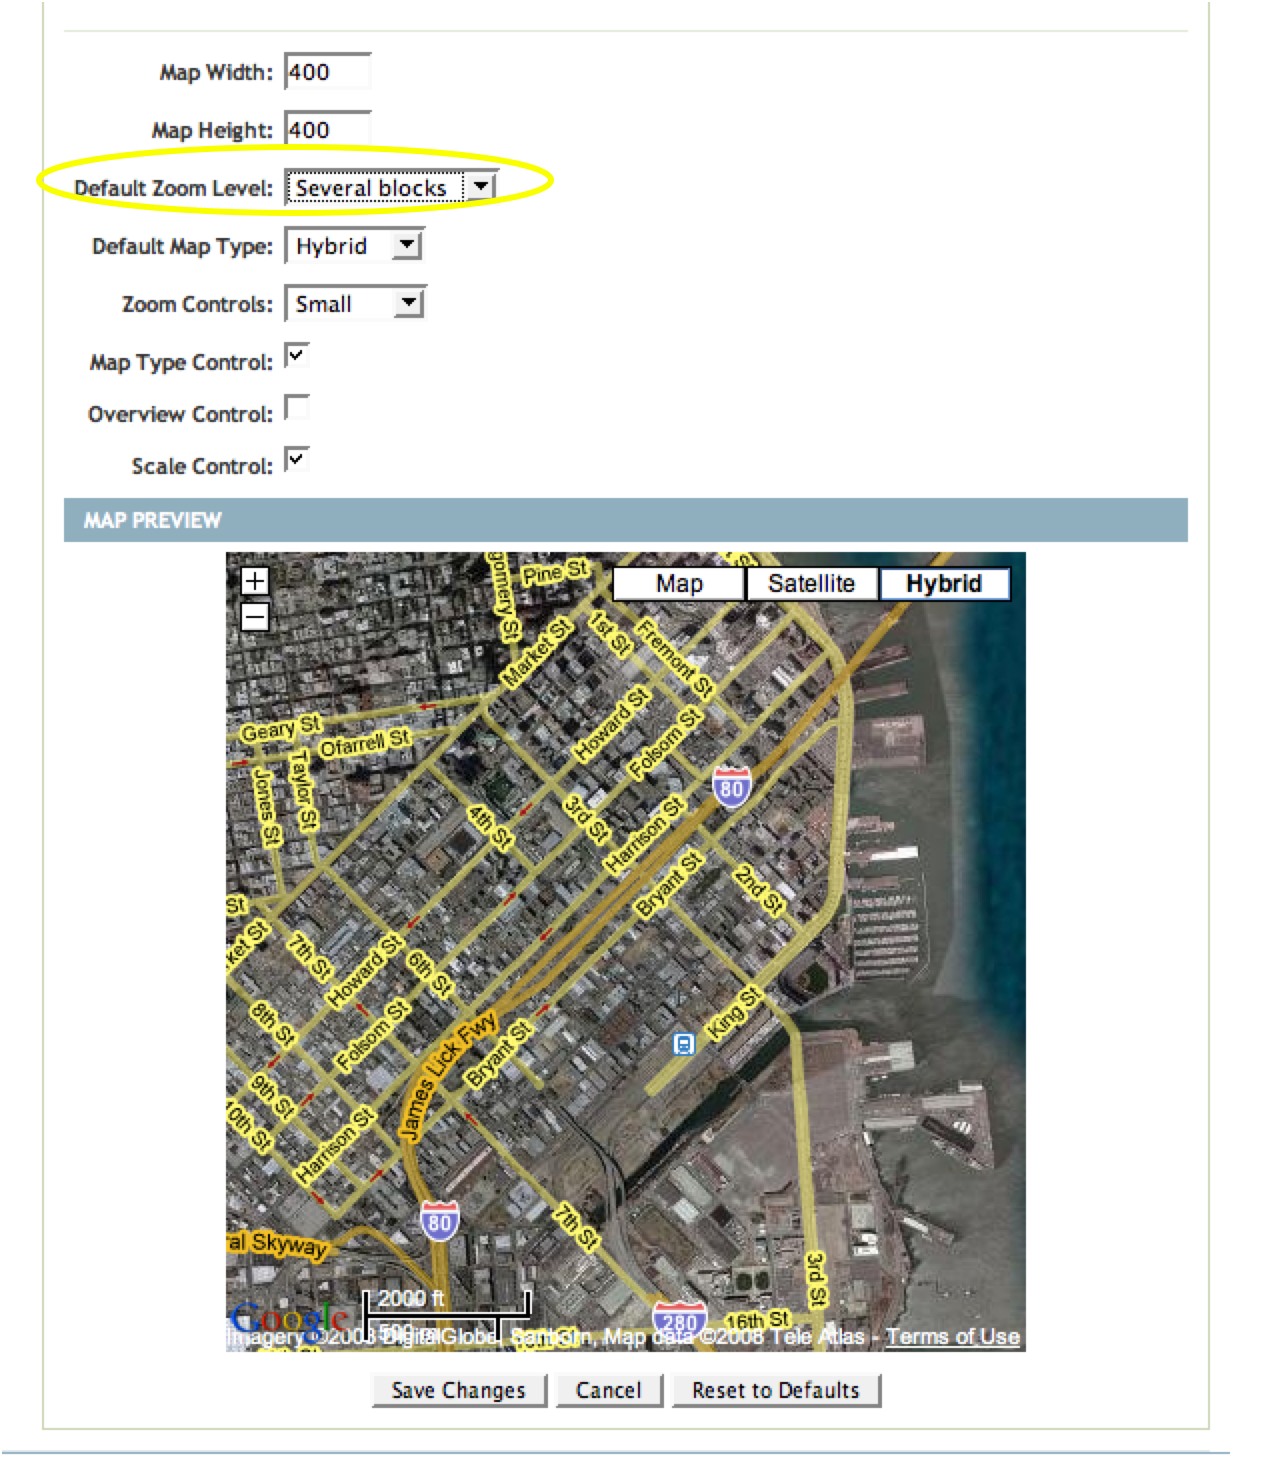 Map Width: 400
Map Height: 400
Default Zoom Level: Several blocks
Default Map Type: Hybrid
Zoom Controls: Small
Map Type Control:
Overview Control:
Scale Control:
MAP PREVIEW
+
−
Map Satellite Hybrid
gomery St
Pine St
Market St
1st St
Fremont St
Howard St
Folsom St
Geary St
Ofarrell St
Jones St
Taylor St
80
4th St
3rd St
Harrison St
Bryant St
2nd St
St
ket St
7th St
Howard St
6th St
8th St
Folsom St
King St
James Lick Fwy
Bryant St
9th St
0th St
Harrison St
80
ral Skyway
7th St
3rd St
2000 ft
Google
280
16th St
Imagery ©2008 DigitalGlobe, Sanborn, Map data ©2008 Tele Atlas - Terms of Use
Save Changes Cancel Reset to Defaults